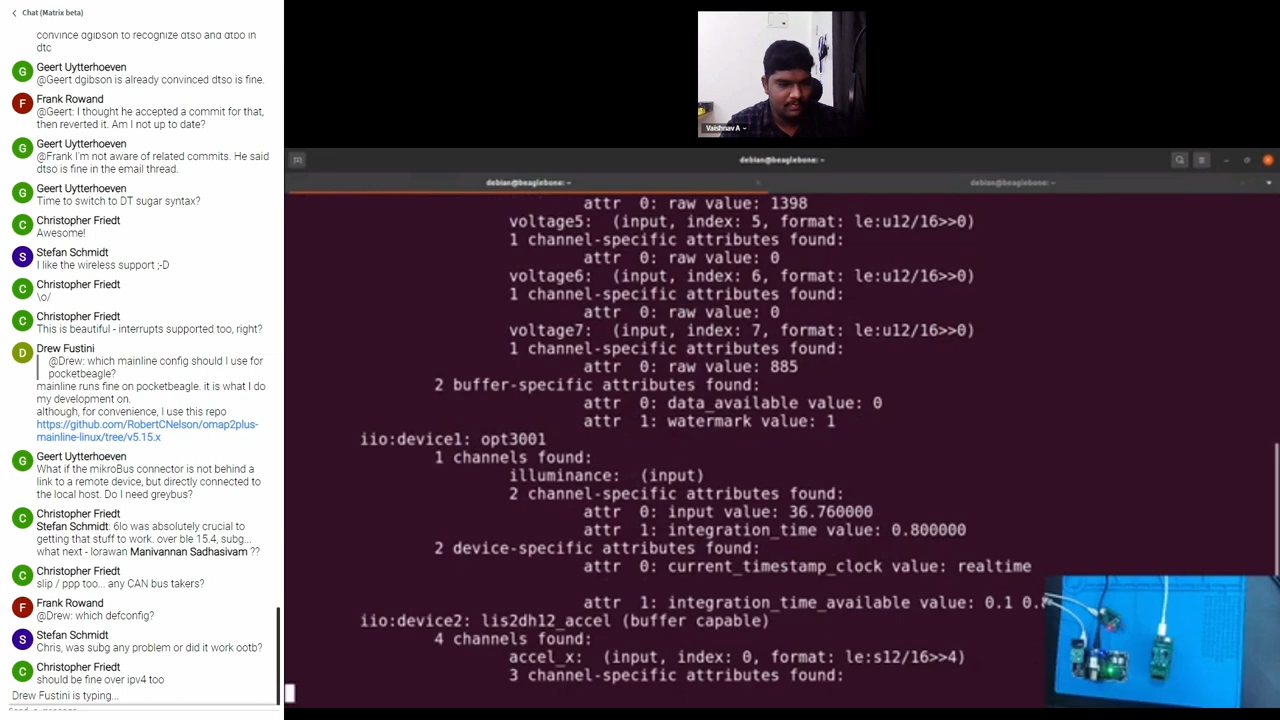 Chat (Matrix beta)
convince dgibson to recognize dtso and dtbo in
dtc
G
Geert Uytterhoeven
@Geert dgibson is already convinced dtso is fine.
F
Frank Rowand
@Geert: I thought he accepted a commit for that,
then reverted it. Am I not up to date?
G
Geert Uytterhoeven
@Frank I'm not aware of related commits. He said
dtso is fine in the email thread.
G
Geert Uytterhoeven
Time to switch to DT sugar syntax?
C
Christopher Friedt
Awesome!
S
Stefan Schmidt
I like the wireless support ;-D
C
Christopher Friedt
\o/
C
Christopher Friedt
This is beautiful - interrupts supported too, right?
D
Drew Fustini
@Drew: which mainline config should I use for
pocketbeagle?
mainline runs fine on pocketbeagle. it is what I do
my development on.
although, for convenience, I use this repo
https://github.com/RobertCNelson/omap2plus-
mainline-linux/tree/v5.15.x
G
Geert Uytterhoeven
What if the mikroBus connector is not behind a
link to a remote device, but directly connected to
the local host. Do I need greybus?
C
Christopher Friedt
Stefan Schmidt: 6lo was absolutely crucial to
getting that stuff to work. over ble 15.4, subg...
what next - lorawan Manivannan Sadhasivam ??
C
Christopher Friedt
slip / ppp too... any CAN bus takers?
F
Frank Rowand
@Drew: which defconfig?
S
Stefan Schmidt
Chris, was subg any problem or did it work ootb?
C
Christopher Friedt
should be fine over ipv4 too
Drew Fustini is typing...
Send a message
Vaishnav A
debian@beaglebone: ~
debian@beaglebone: ~
debian@beaglebone: ~
attr 0: raw value: 1398
voltage5: (input, index: 5, format: le:u12/16>>0)
1 channel-specific attributes found:
attr 0: raw value: 0
voltage6: (input, index: 6, format: le:u12/16>>0)
1 channel-specific attributes found:
attr 0: raw value: 0
voltage7: (input, index: 7, format: le:u12/16>>0)
1 channel-specific attributes found:
attr 0: raw value: 885
2 buffer-specific attributes found:
attr 0: data_available value: 0
attr 1: watermark value: 1
iio:device1: opt3001
1 channels found:
illuminance: (input)
2 channel-specific attributes found:
attr 0: input value: 36.760000
attr 1: integration_time value: 0.800000
2 device-specific attributes found:
attr 0: current_timestamp_clock value: realtime
attr 1: integration_time_available value: 0.1
iio:device2: lis2dh12_accel (buffer capable)
4 channels found:
accel_x: (input, index: 0, format: le:s12/16>>4)
3 channel-specific attributes found: